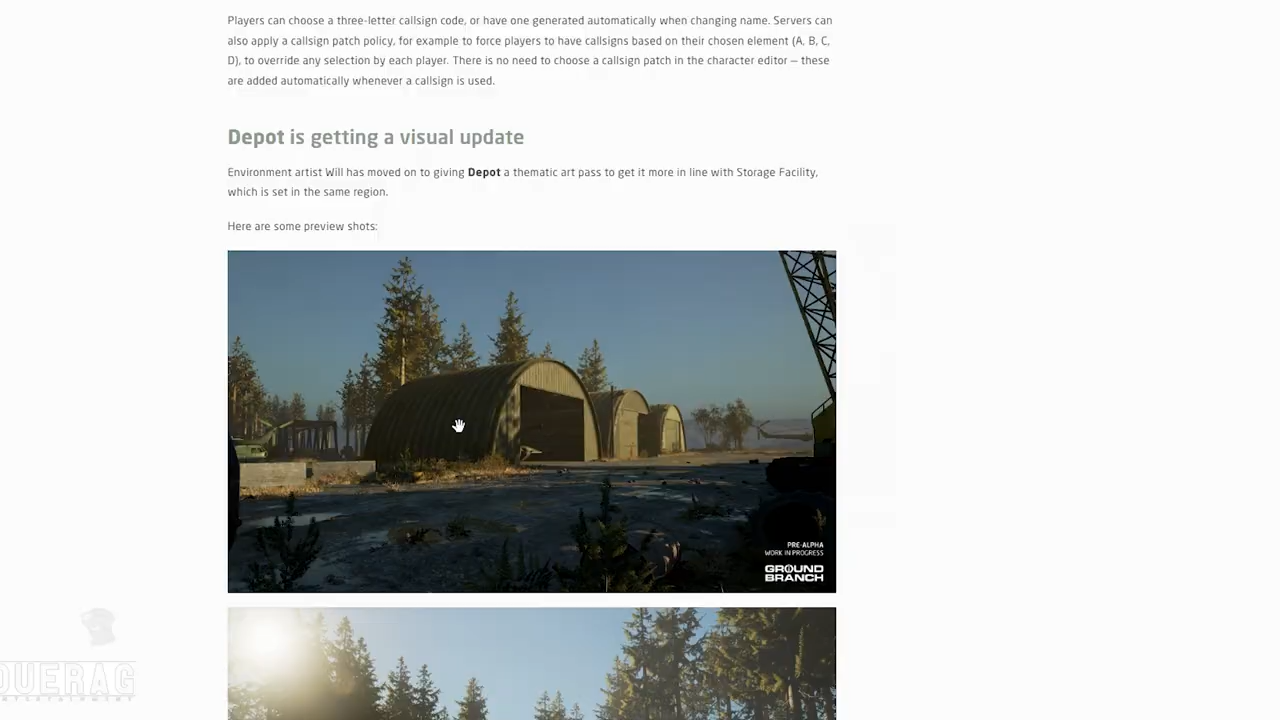 Players can choose a three-letter callsign code, or have one generated automatically when changing name. Servers can
also apply a callsign patch policy, for example to force players to have callsigns based on their chosen element (A, B, C,
D), to override any selection by each player. There is no need to choose a callsign patch in the character editor — these
are added automatically whenever a callsign is used.
Depot is getting a visual update
Environment artist Will has moved on to giving Depot a thematic art pass to get it more in line with Storage Facility,
which is set in the same region.
Here are some preview shots:
PRE-ALPHA
WORK IN PROGRESS
GROUND
BRANCH
OUERAG